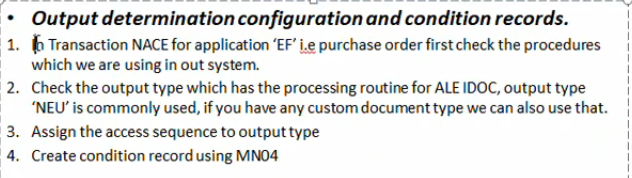 • Output determination configuration and condition records.
1. In Transaction NACE for application ‘EF’ i.e purchase order first check the procedures
which we are using in out system.
2. Check the output type which has the processing routine for ALE IDOC, output type
‘NEU’ is commonly used, if you have any custom document type we can also use that.
3. Assign the access sequence to output type
4. Create condition record using MN04